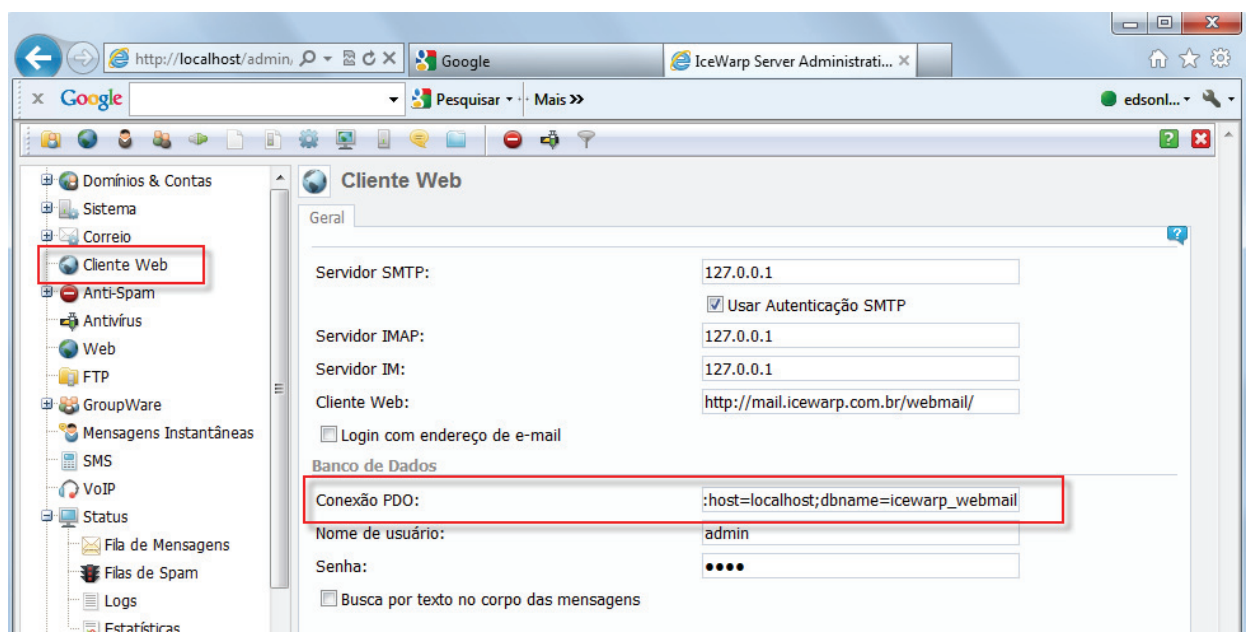 http://localhost/admin/
Google
IceWarp Server Administrati...
Google
Pesquisar
Mais »
edsonl...
Domínios & Contas
Sistema
Correio
Cliente Web
Anti-Spam
Antivírus
Web
FTP
GroupWare
Mensagens Instantâneas
SMS
VoIP
Status
Fila de Mensagens
Filas de Spam
Logs
Estatísticas
Cliente Web
Geral
Servidor SMTP: 127.0.0.1
Usar Autenticação SMTP
Servidor IMAP: 127.0.0.1
Servidor IM: 127.0.0.1
Cliente Web: http://mail.icewarp.com.br/webmail/
Login com endereço de e-mail
Banco de Dados
Conexão PDO: :host=localhost;dbname=icewarp_webmail
Nome de usuário: admin
Senha: ••••
Busca por texto no corpo das mensagens